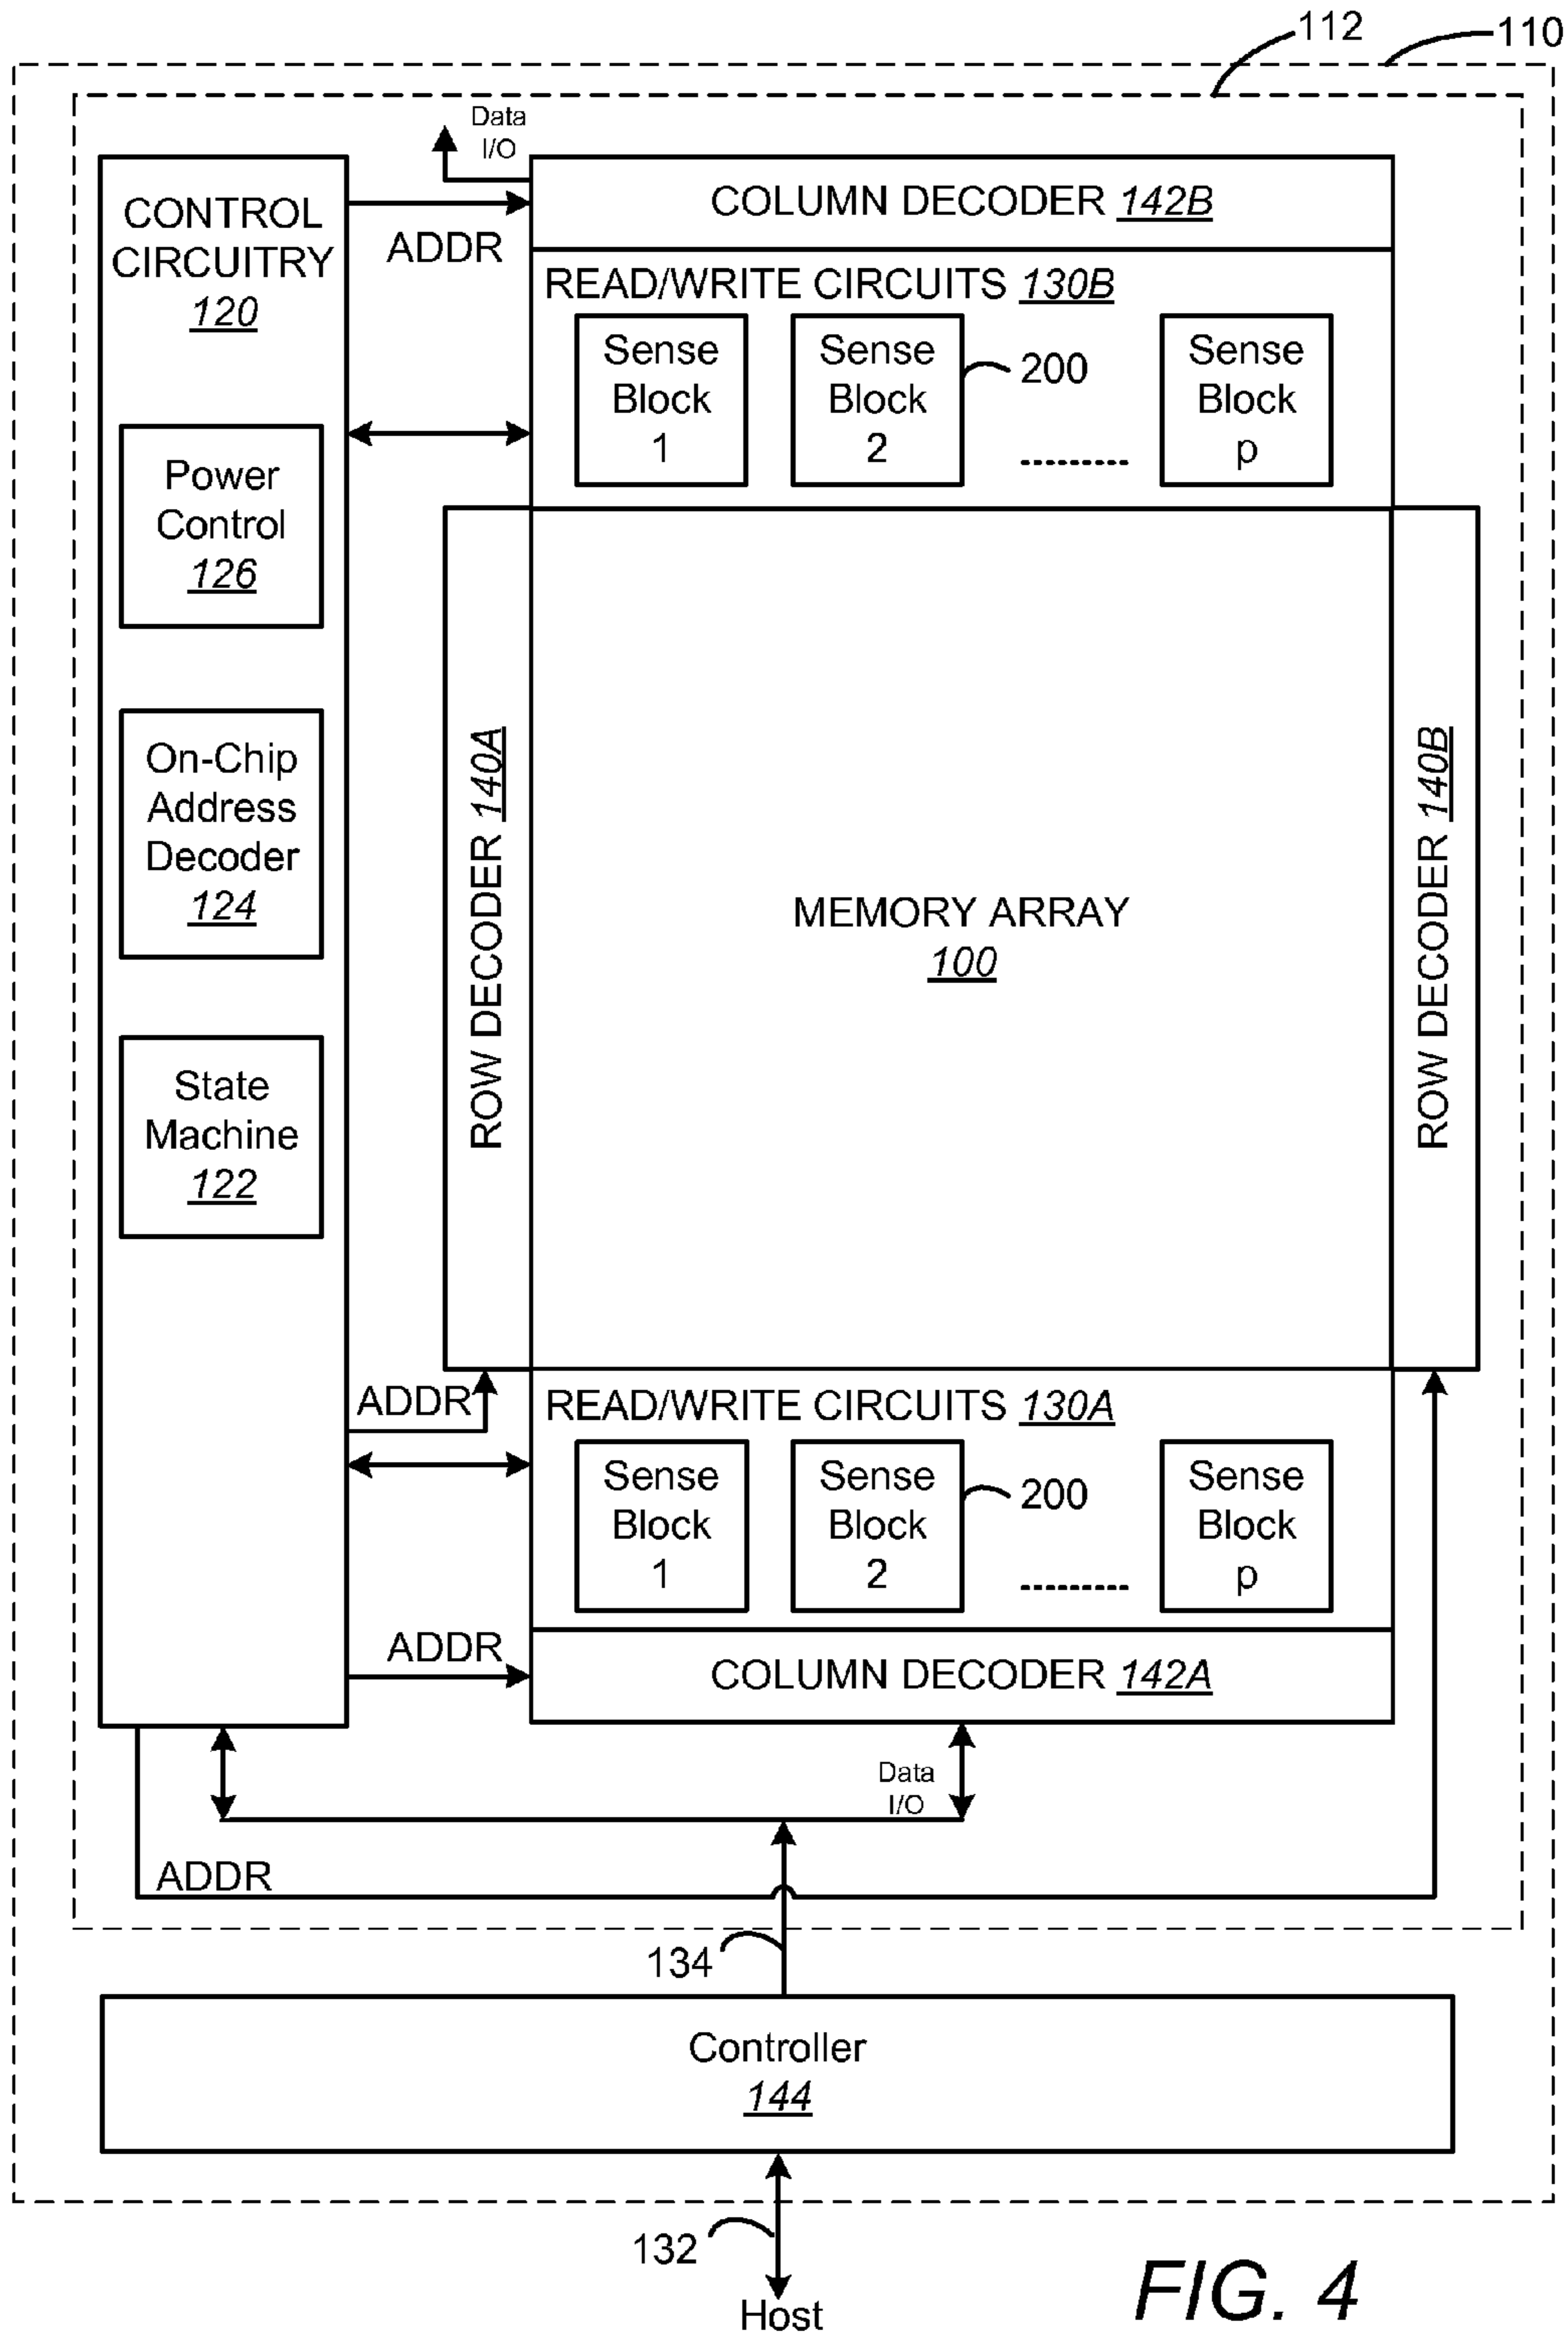 112
110
Data
I/O
CONTROL
CIRCUITRY
120
ADDR
COLUMN DECODER 142B
READ/WRITE CIRCUITS 130B
Sense
Block
1
Sense
Block
2
200
..........
Sense
Block
p
Power
Control
126
On-Chip
Address
Decoder
124
State
Machine
122
ROW DECODER 140A
MEMORY ARRAY
100
ROW DECODER 140B
ADDR
READ/WRITE CIRCUITS 130A
Sense
Block
1
Sense
Block
2
200
..........
Sense
Block
p
ADDR
COLUMN DECODER 142A
Data
I/O
ADDR
134
Controller
144
132
Host
FIG. 4